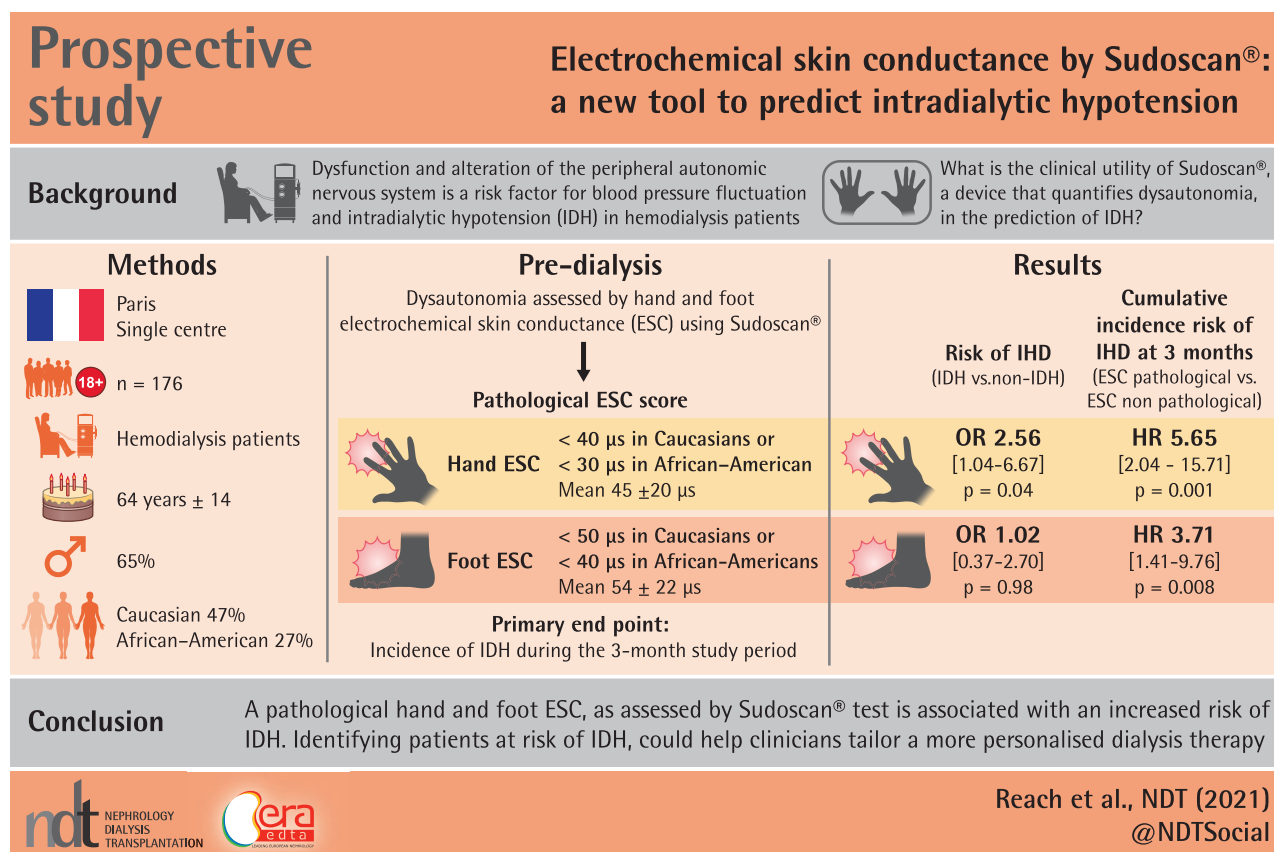 Prospective
study
Electrochemical skin conductance by Sudoscan®:
a new tool to predict intradialytic hypotension
Background
Dysfunction and alteration of the peripheral autonomic
nervous system is a risk factor for blood pressure fluctuation
and intradialytic hypotension (IDH) in hemodialysis patients
What is the clinical utility of Sudoscan®,
a device that quantifies dysautonomia,
in the prediction of IDH?
Methods
Paris
Single centre
18+
n = 176
Hemodialysis patients
64 years ± 14
65%
Caucasian 47%
African–American 27%
Pre-dialysis
Dysautonomia assessed by hand and foot
electrochemical skin conductance (ESC) using Sudoscan®
Pathological ESC score
Hand ESC
< 40 µs in Caucasians or
< 30 µs in African–American
Mean 45 ±20 µs
Foot ESC
< 50 µs in Caucasians or
< 40 µs in African–Americans
Mean 54 ± 22 µs
Primary end point:
Incidence of IDH during the 3-month study period
Results
Risk of IHD
(IDH vs.non-IDH)
Cumulative
incidence risk of
IHD at 3 months
(ESC pathological vs.
ESC non pathological)
OR 2.56
[1.04-6.67]
p = 0.04
HR 5.65
[2.04 - 15.71]
p = 0.001
OR 1.02
[0.37-2.70]
p = 0.98
HR 3.71
[1.41-9.76]
p = 0.008
Conclusion
A pathological hand and foot ESC, as assessed by Sudoscan® test is associated with an increased risk of
IDH. Identifying patients at risk of IDH, could help clinicians tailor a more personalised dialysis therapy
ndt
NEPHROLOGY
DIALYSIS
TRANSPLANTATION
era
edta
LEADING EUROPEAN NEPHROLOGY
Reach et al., NDT (2021)
@NDTSocial